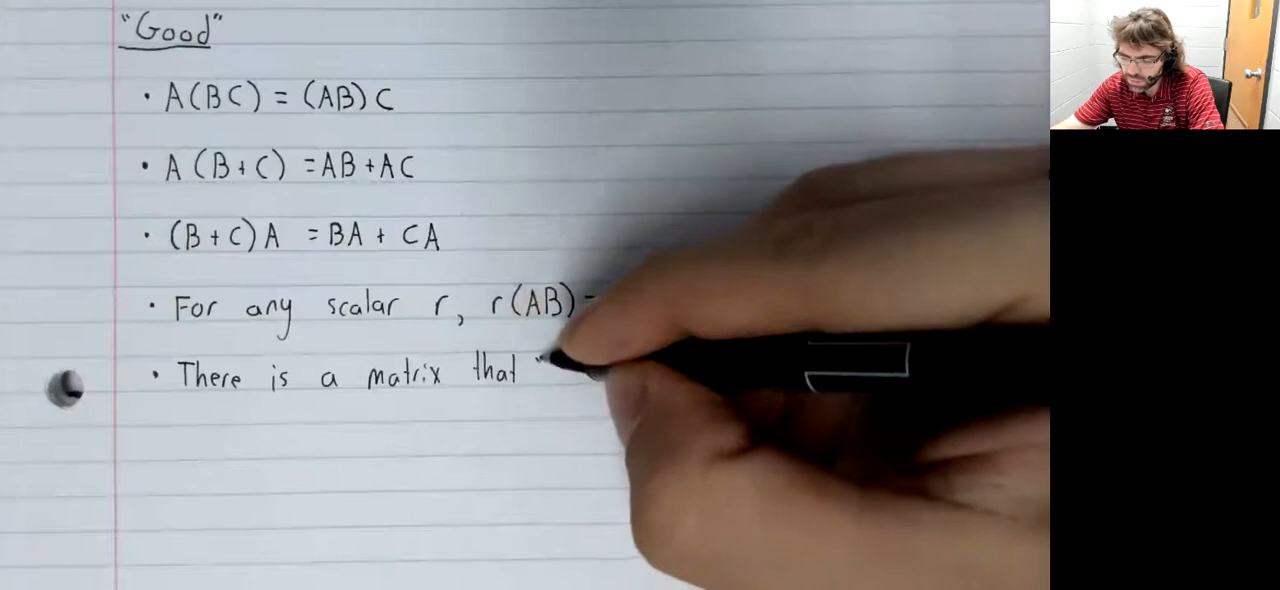 "Good"
· A(BC) = (AB)C
· A(B+C) = AB + AC
· (B+C)A = BA + CA
· For any scalar r, r(AB) =
· There is a matrix that "